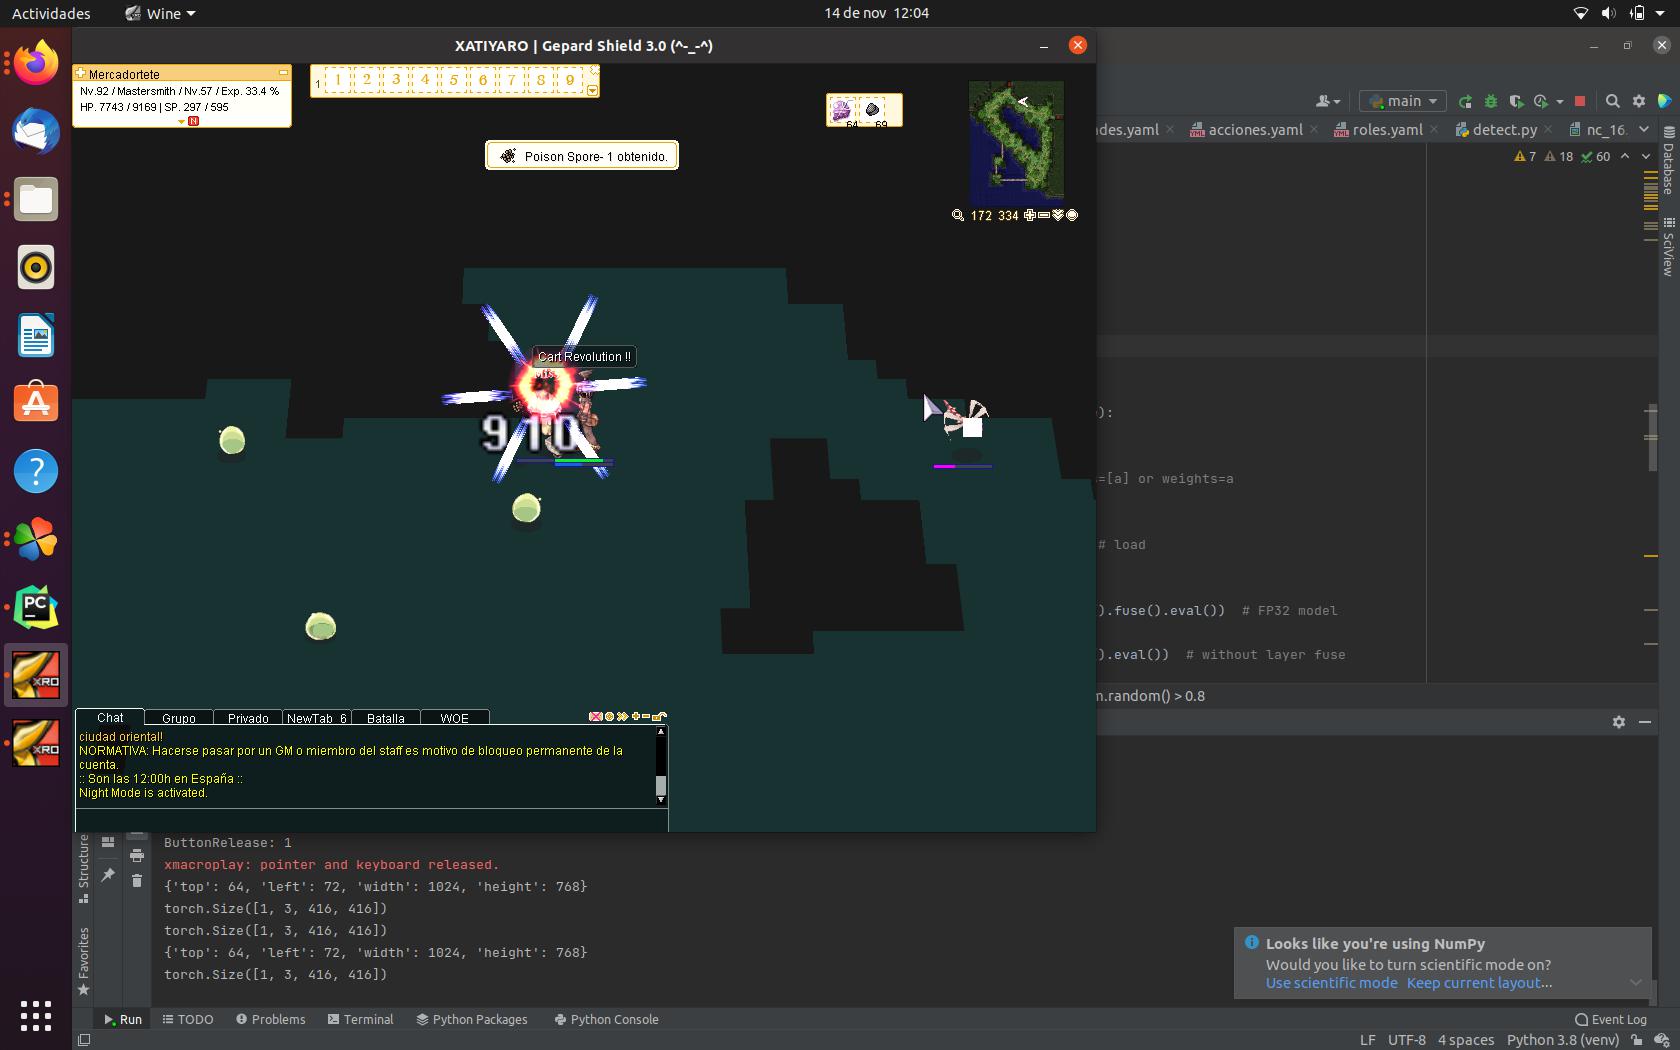 Actividades
Wine
14 de nov 12:04
XATIYARO | Gepard Shield 3.0 (^-_-^)
Mercadortete
Nv.92 / Mastersmith / Nv.57 / Exp. 33.4 %
HP. 7743 / 9169 | SP. 297 / 595
N
1 1 2 3 4 5 6 7 8 9
64 69
Poison Spore- 1 obtenido.
172 334
Cart Revolution !!
910
main
des.yaml
acciones.yaml
roles.yaml
detect.py
nc_16.
7 18 60
Database
SciView
):
=[a] or weights=a
# load
).fuse().eval()) # FP32 model
).eval()) # without layer fuse
m.random() > 0.8
Chat Grupo Privado NewTab_6 Batalla WOE
ciudad oriental!
NORMATIVA: Hacerse pasar por un GM o miembro del staff es motivo de bloqueo permanente de la
cuenta.
:: Son las 12:00h en España ::
Night Mode is activated.
PC
XRO
XRO
Structure
Favorites
ButtonRelease: 1
xmacroplay: pointer and keyboard released.
{'top': 64, 'left': 72, 'width': 1024, 'height': 768}
torch.Size([1, 3, 416, 416])
torch.Size([1, 3, 416, 416])
{'top': 64, 'left': 72, 'width': 1024, 'height': 768}
torch.Size([1, 3, 416, 416])
Looks like you're using NumPy
Would you like to turn scientific mode on?
Use scientific mode Keep current layout...
Run TODO Problems Terminal Python Packages Python Console
Event Log
LF UTF-8 4 spaces Python 3.8 (venv)